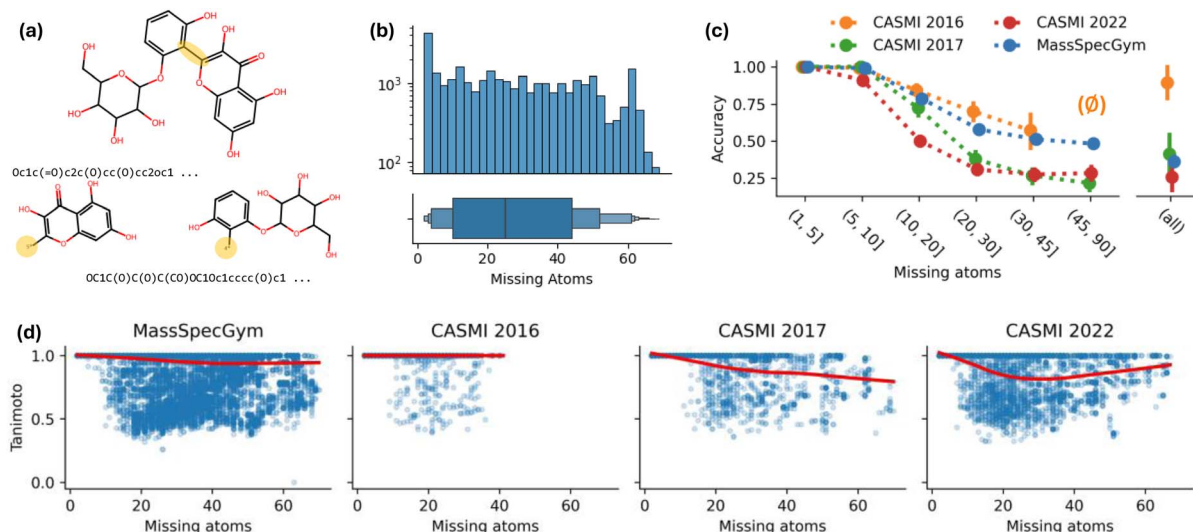 (a)
OH
OH
OH
OH
O
O
O
HO
O
OH
OH
HO
OH
OH
Oc1c(=O)c2c(O)cc(O)cc2oc1 ...
O
OH
HO
O
OH
OH
HO
OH
HO
O
O
OH
OH
OC1C(O)C(O)C(CO)OC1Oc1cccc(O)c1 ...
(b)
10³
10²
0 20 40 60
Missing Atoms
(c)
CASMI 2016 CASMI 2022
CASMI 2017 MassSpecGym
Accuracy
1.00
0.75
0.50
0.25
(Ø)
(1, 5] (5, 10] (10, 20] (20, 30] (30, 45] (45, 90] (all)
Missing atoms
(d)
MassSpecGym CASMI 2016 CASMI 2017 CASMI 2022
Tanimoto
1.0
0.5
0.0
0 20 40 60 0 20 40 60 0 20 40 60 0 20 40 60
Missing atoms Missing atoms Missing atoms Missing atoms